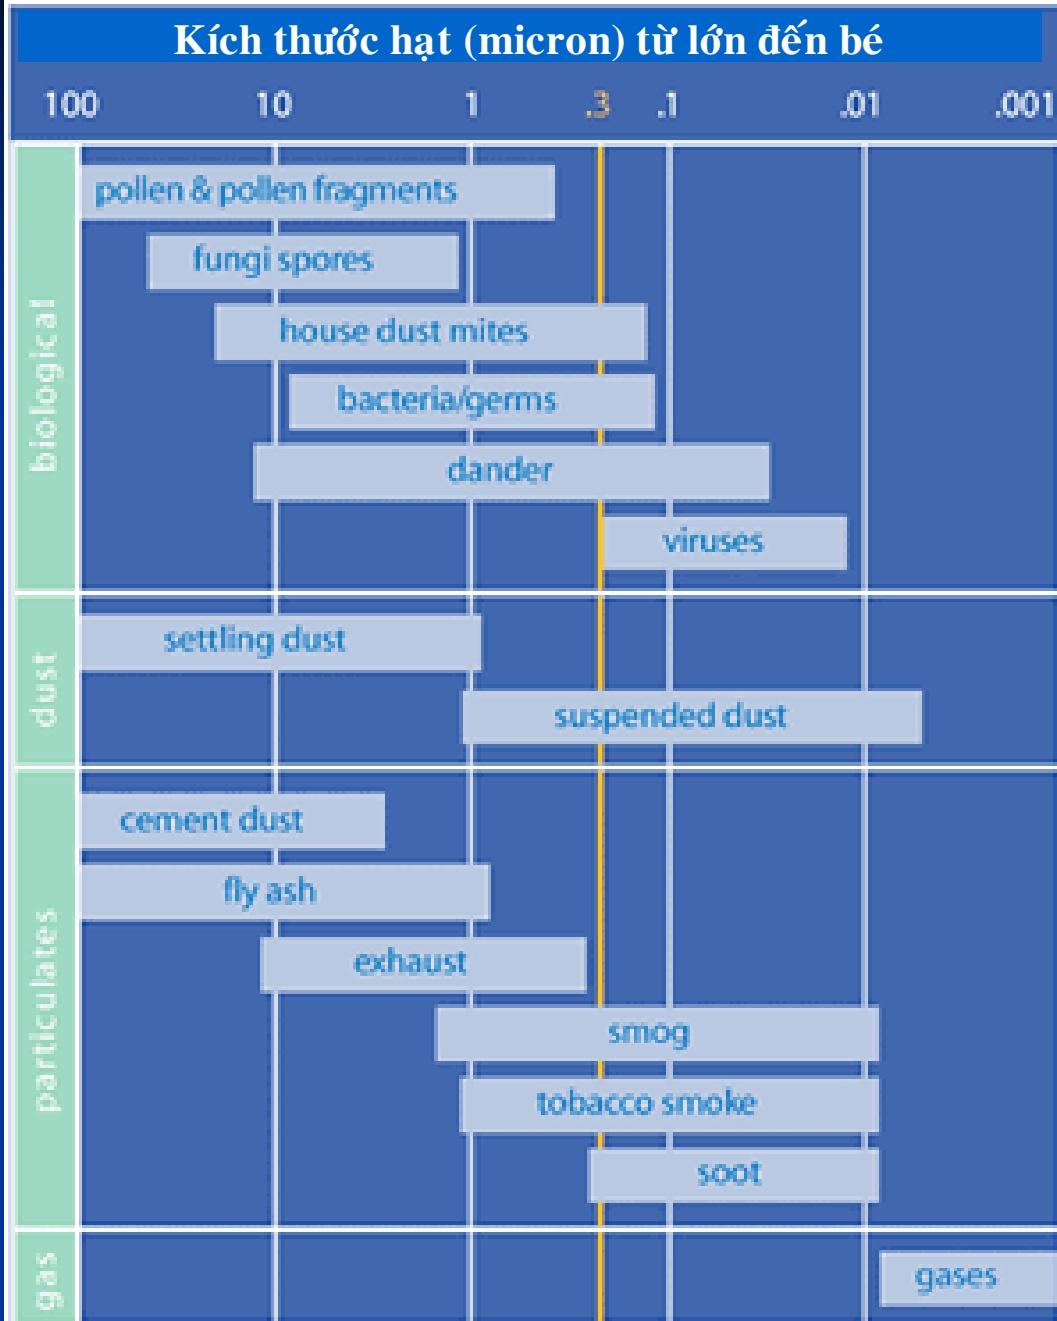 Kích thước hạt (micron) từ lớn đến bé
100 10 1 .3 .1 .01 .001
biological
pollen & pollen fragments
fungi spores
house dust mites
bacteria/germs
dander
viruses
dust
settling dust
suspended dust
particulates
cement dust
fly ash
exhaust
smog
tobacco smoke
soot
gas
gases